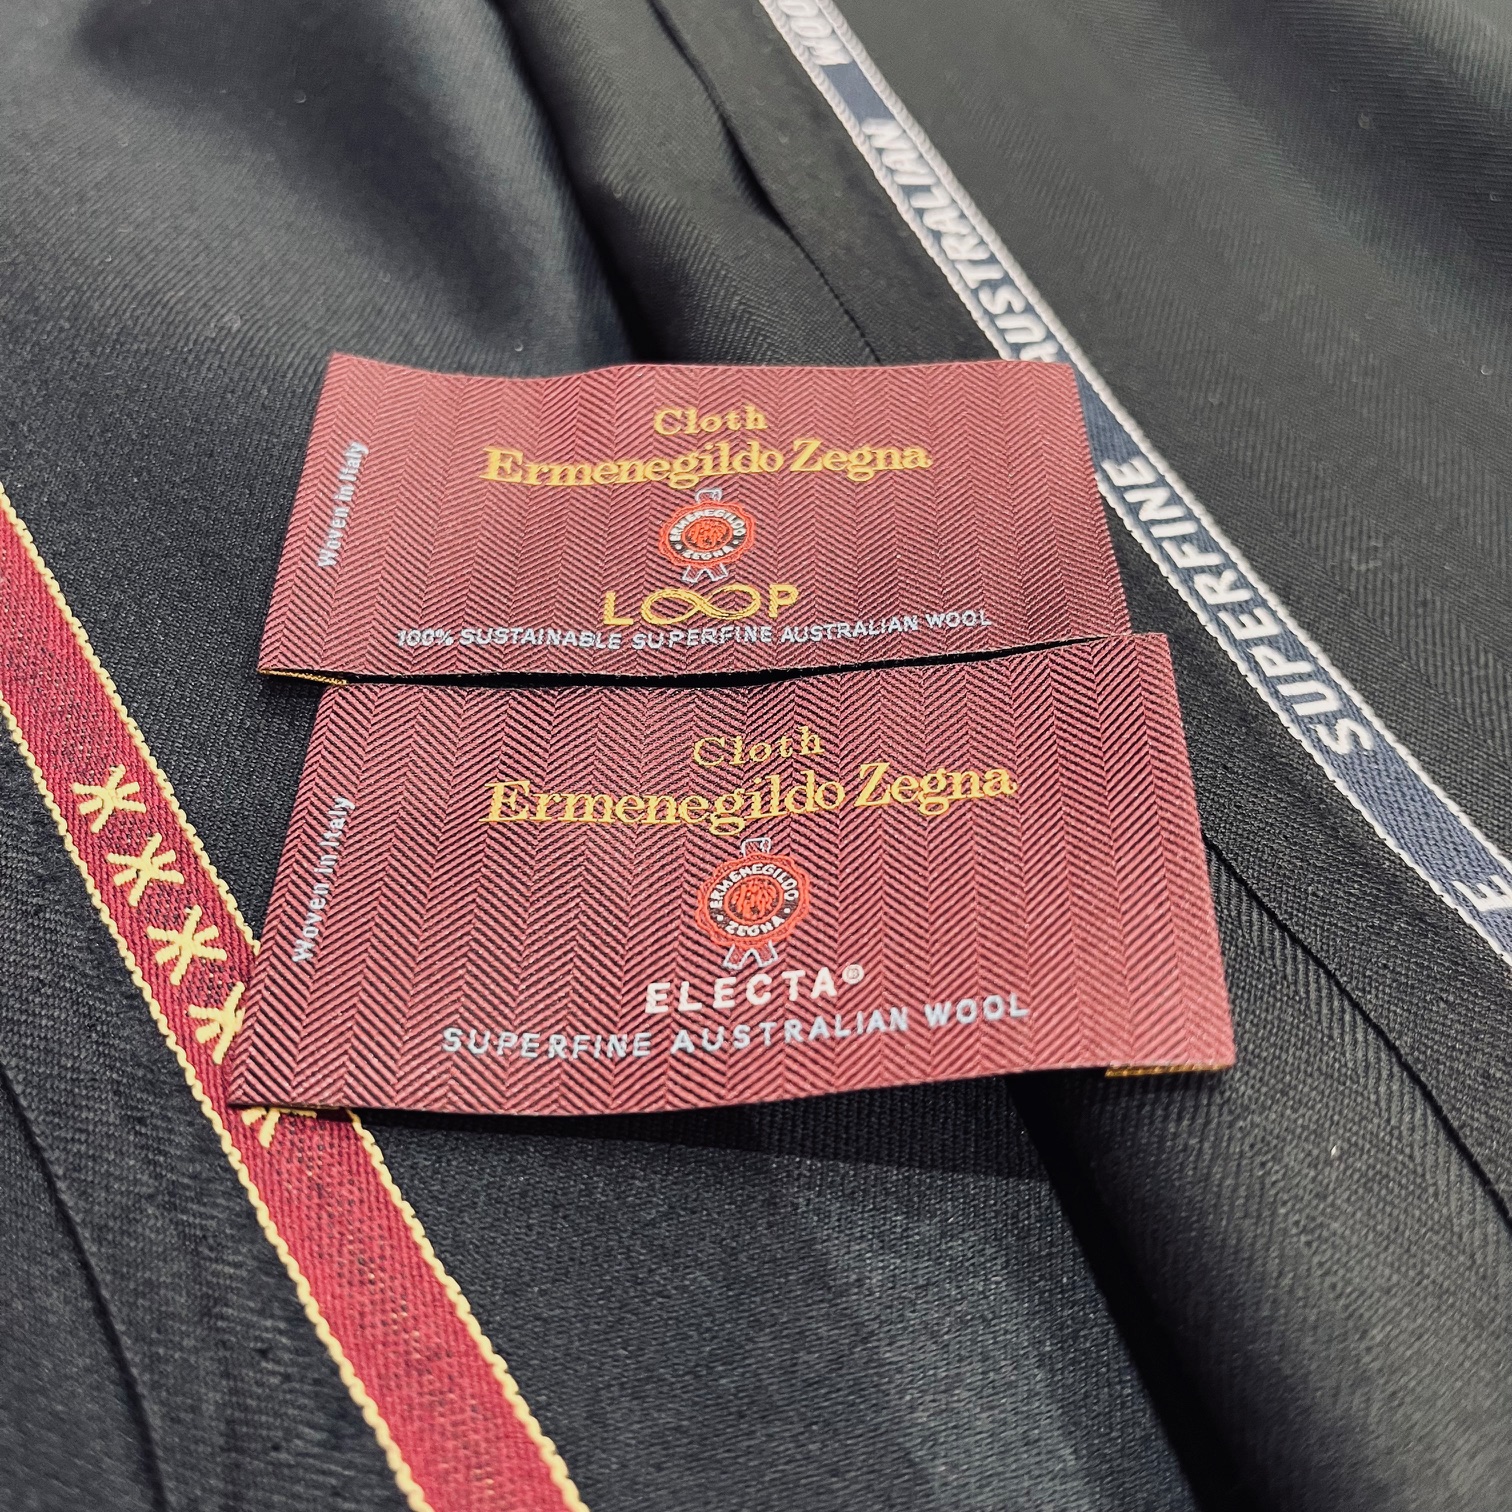 WOO
AUSTRALIAN
SUPERFINE
E
Woven in Italy
Cloth
Ermenegildo Zegna
ERMENEGILDO
ZEGNA
LOOP
100% SUSTAINABLE SUPERFINE AUSTRALIAN WOOL
Woven in Italy
Cloth
Ermenegildo Zegna
ERMENEGILDO
ZEGNA
ELECTA®
SUPERFINE AUSTRALIAN WOOL